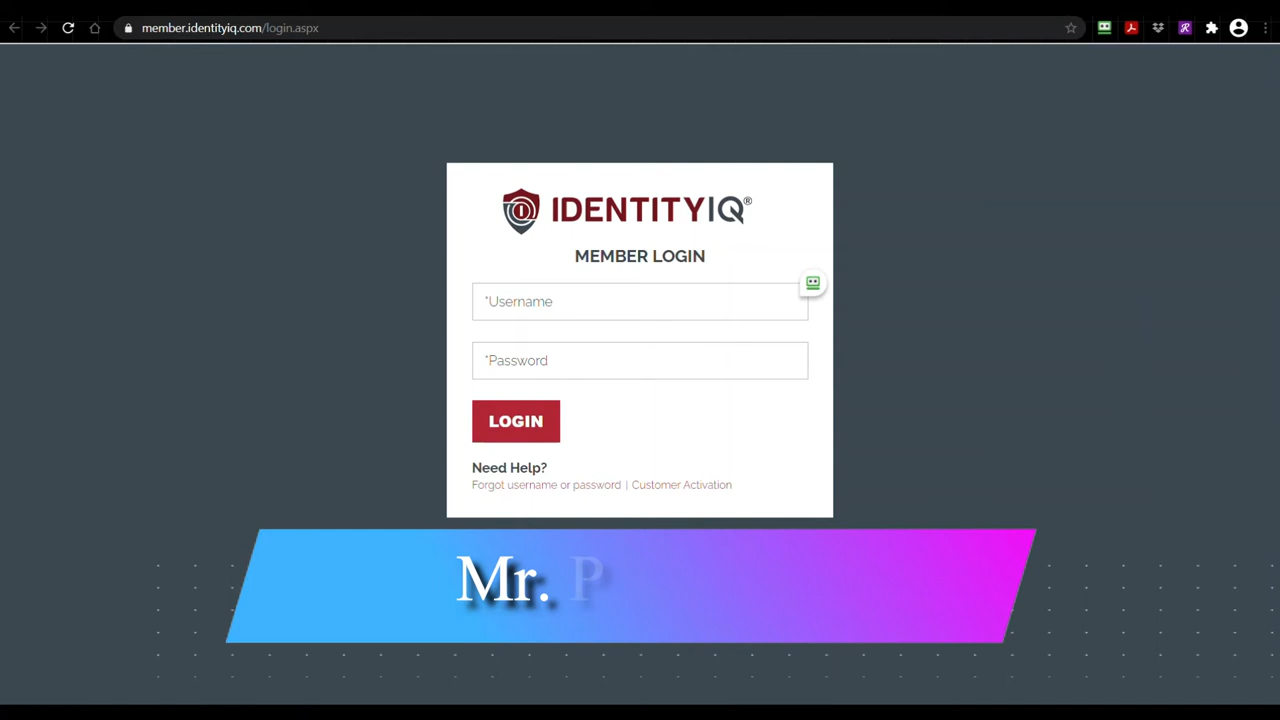 member.identityiq.com/login.aspx
IDENTITYIQ®
MEMBER LOGIN
*Username
*Password
LOGIN
Need Help?
Forgot username or password | Customer Activation
Mr. P